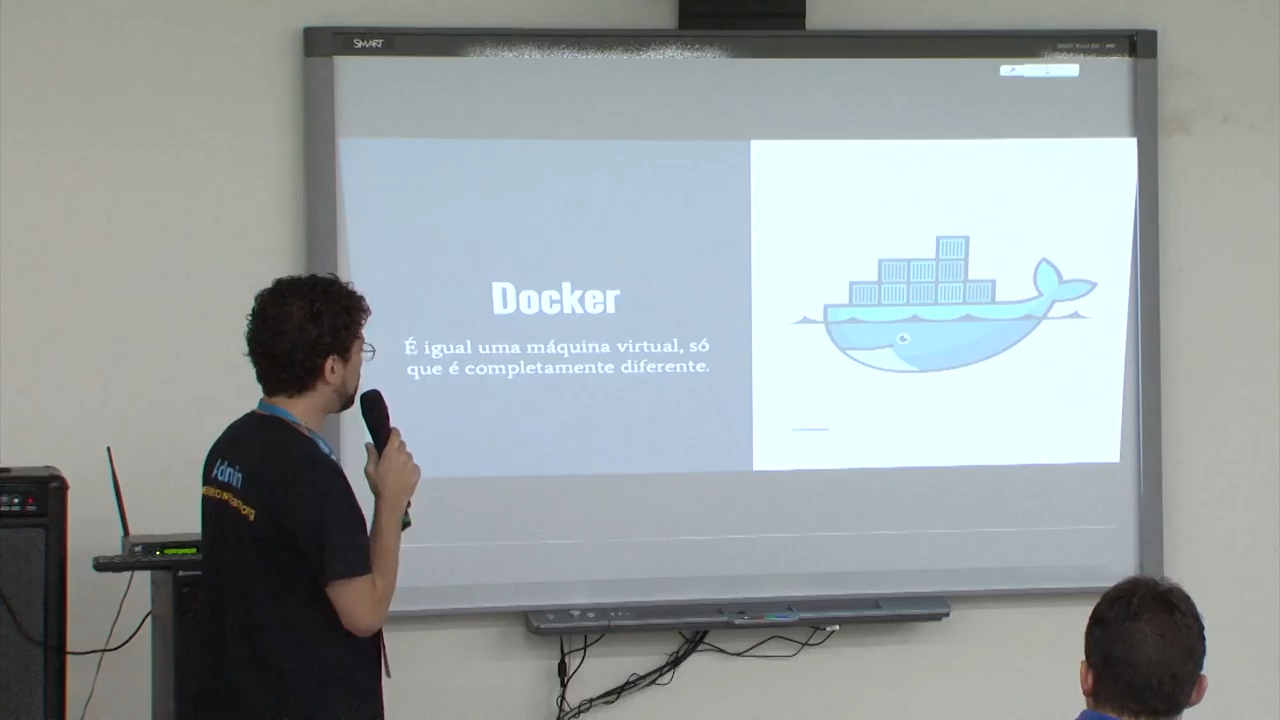 SMART
Docker
É igual uma máquina virtual, só
que é completamente diferente.
Admin